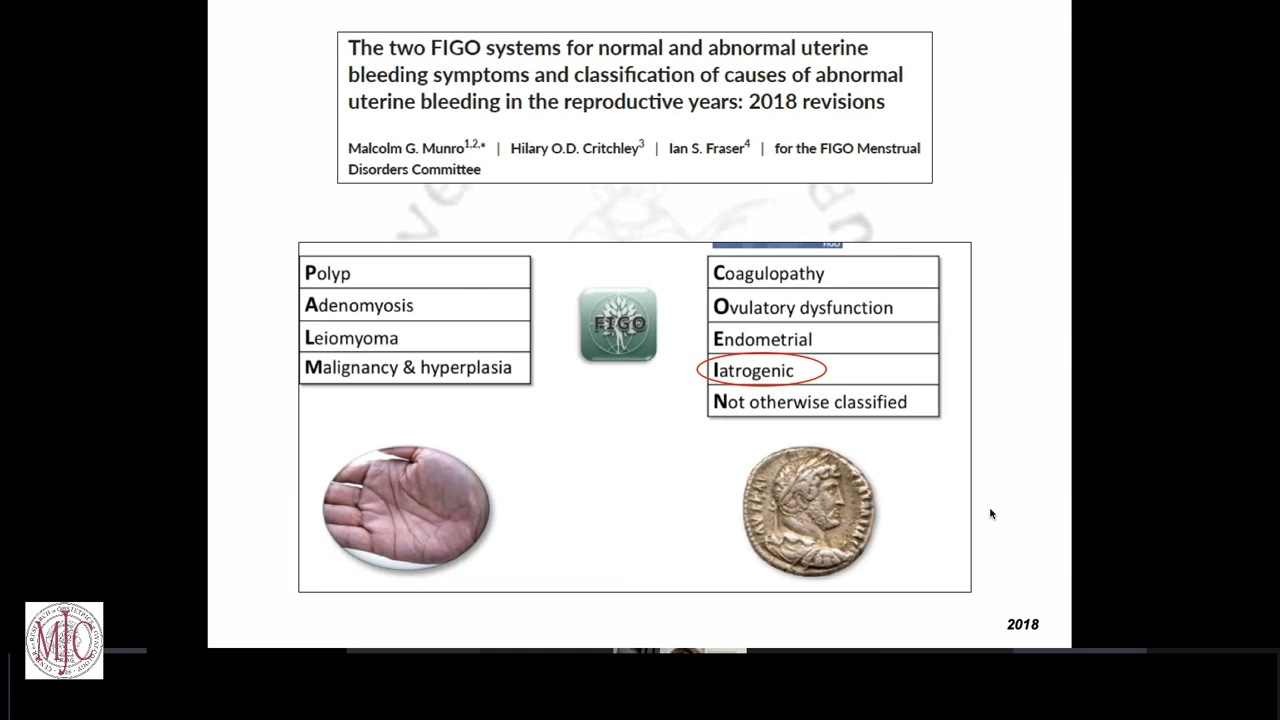 The two FIGO systems for normal and abnormal uterine
bleeding symptoms and classification of causes of abnormal
uterine bleeding in the reproductive years: 2018 revisions
Malcolm G. Munro1,2,* | Hilary O.D. Critchley3 | Ian S. Fraser4 | for the FIGO Menstrual
Disorders Committee
FIGO
Polyp
Adenomyosis
Leiomyoma
Malignancy & hyperplasia
FIGO
Coagulopathy
Ovulatory dysfunction
Endometrial
Iatrogenic
Not otherwise classified
2018
MJC